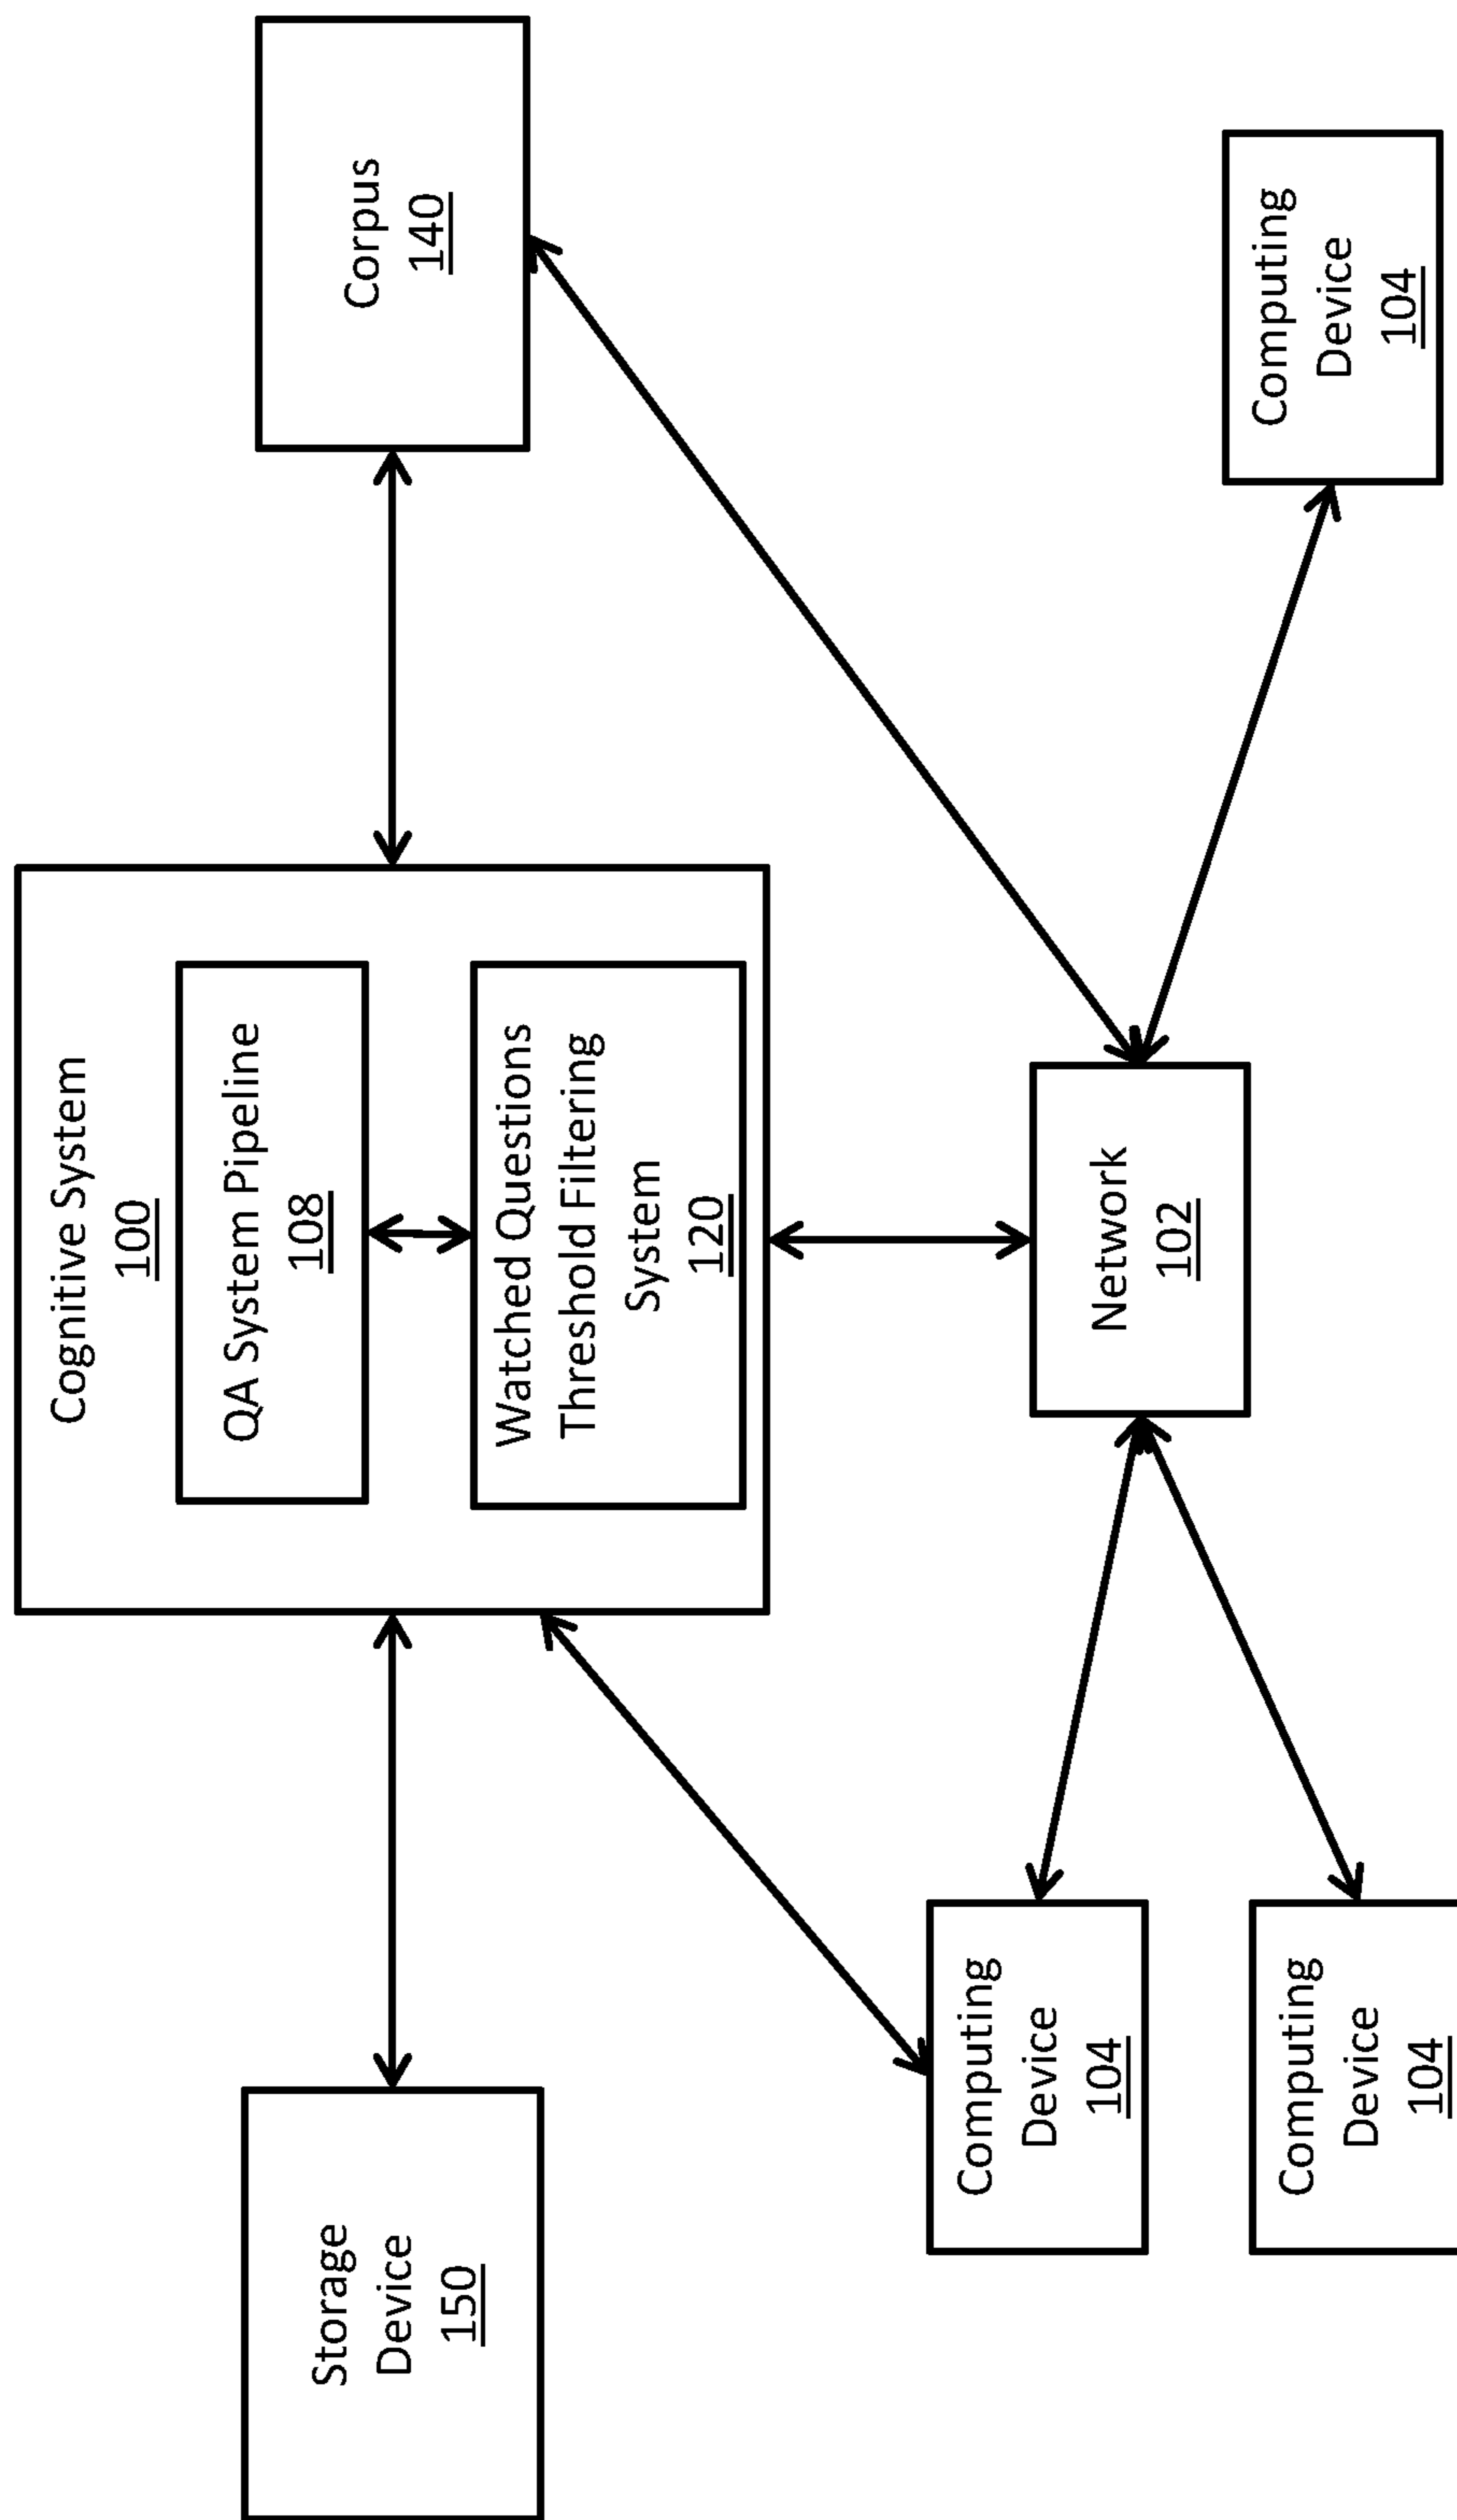 Cognitive System
100
QA System Pipeline
108
Watched Questions
Threshold Filtering
System
120
Storage
Device
150
Corpus
140
Network
102
Computing
Device
104
Computing
Device
104
Computing
Device
104